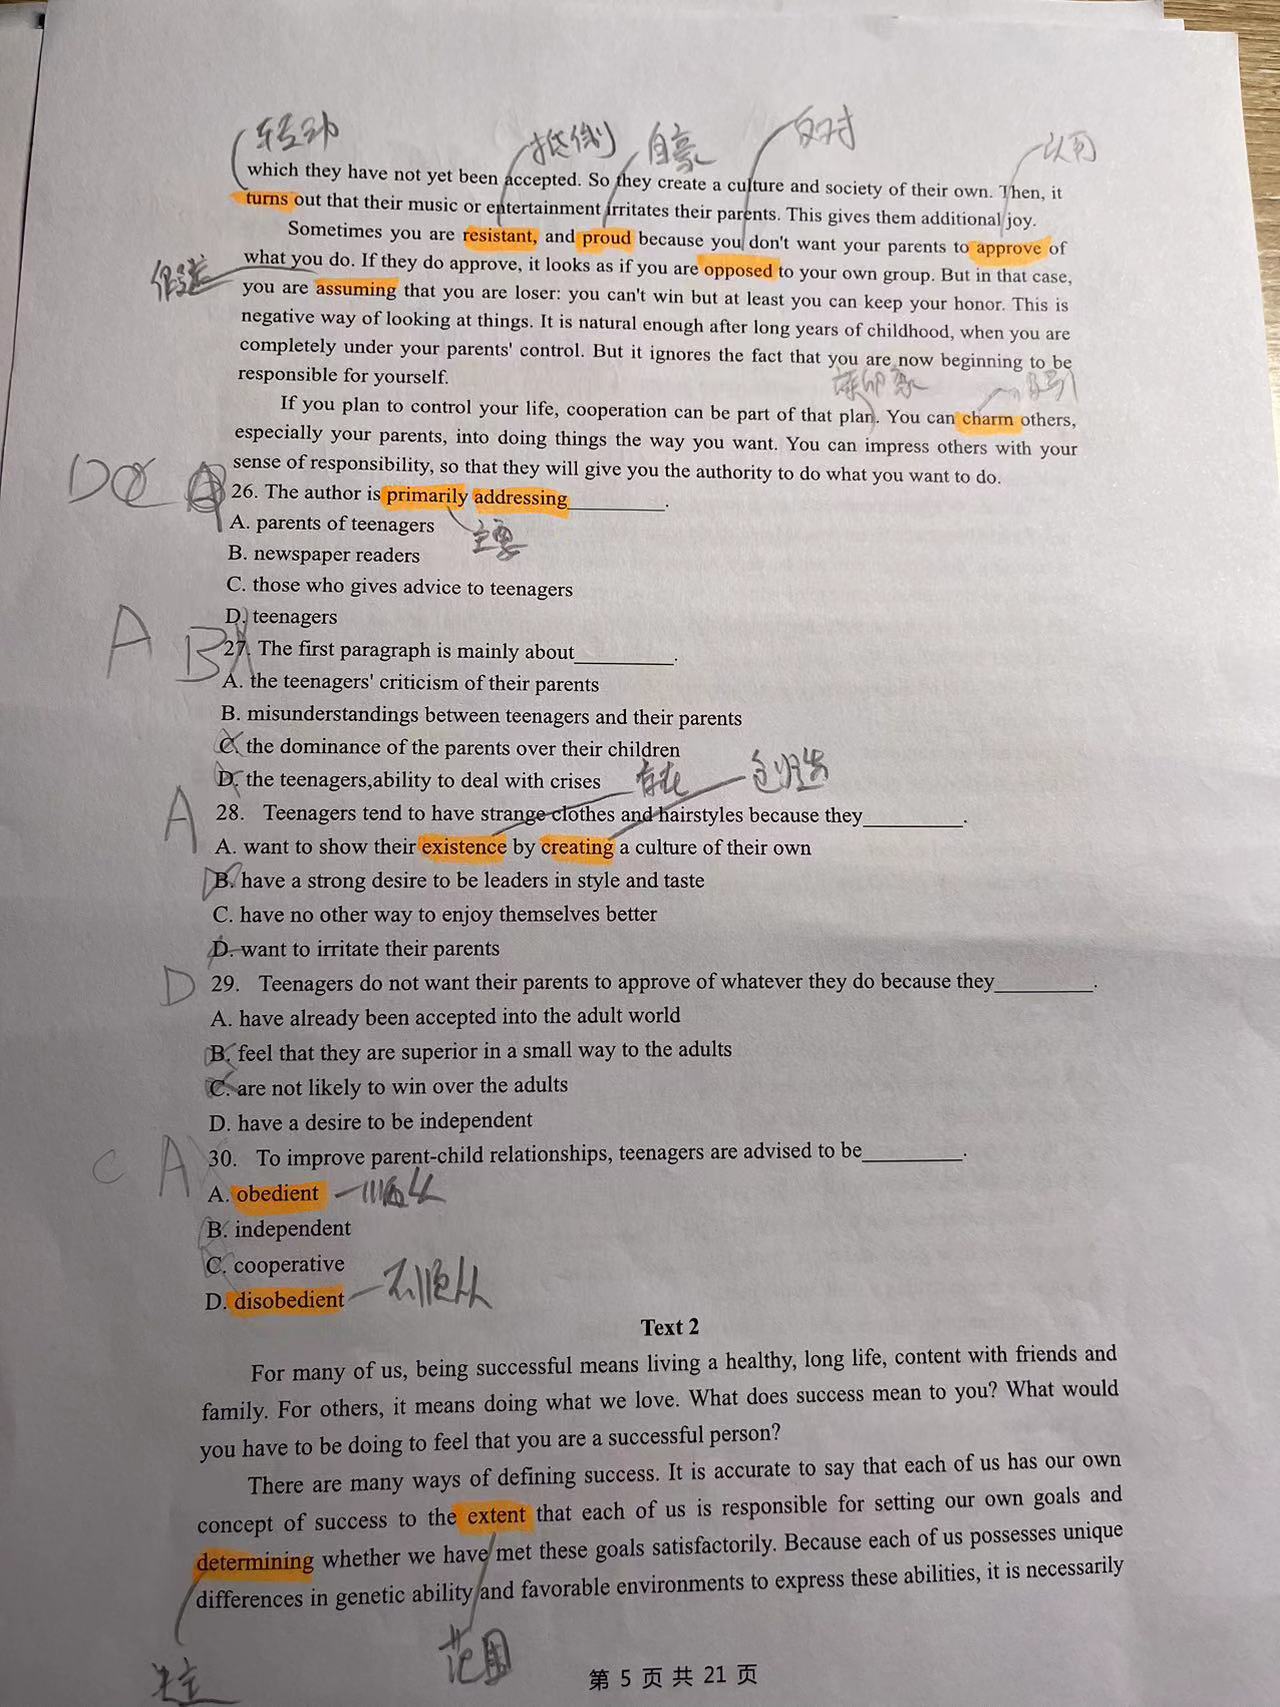 转动 抵制 自豪 反对 认可
which they have not yet been accepted. So they create a culture and society of their own. Then, it
turns out that their music or entertainment irritates their parents. This gives them additional joy.
Sometimes you are resistant, and proud because you don't want your parents to approve of
what you do. If they do approve, it looks as if you are opposed to your own group. But in that case,
you are assuming that you are loser: you can't win but at least you can keep your honor. This is
negative way of looking at things. It is natural enough after long years of childhood, when you are
completely under your parents' control. But it ignores the fact that you are now beginning to be
responsible for yourself.
If you plan to control your life, cooperation can be part of that plan. You can charm others,
especially your parents, into doing things the way you want. You can impress others with your
sense of responsibility, so that they will give you the authority to do what you want to do.
D C A 26. The author is primarily addressing__________.
A. parents of teenagers 主要
B. newspaper readers
C. those who gives advice to teenagers
D. teenagers
A B 27. The first paragraph is mainly about__________.
A. the teenagers' criticism of their parents
B. misunderstandings between teenagers and their parents
C. the dominance of the parents over their children
D. the teenagers,ability to deal with crises 存在 创造
A 28. Teenagers tend to have strange clothes and hairstyles because they__________.
A. want to show their existence by creating a culture of their own
B. have a strong desire to be leaders in style and taste
C. have no other way to enjoy themselves better
D. want to irritate their parents
D 29. Teenagers do not want their parents to approve of whatever they do because they__________.
A. have already been accepted into the adult world
B. feel that they are superior in a small way to the adults
C. are not likely to win over the adults
D. have a desire to be independent
C A 30. To improve parent-child relationships, teenagers are advised to be__________.
A. obedient 顺从
B. independent
C. cooperative
D. disobedient 不顺从
Text 2
For many of us, being successful means living a healthy, long life, content with friends and
family. For others, it means doing what we love. What does success mean to you? What would
you have to be doing to feel that you are a successful person?
There are many ways of defining success. It is accurate to say that each of us has our own
concept of success to the extent that each of us is responsible for setting our own goals and
determining whether we have met these goals satisfactorily. Because each of us possesses unique
differences in genetic ability and favorable environments to express these abilities, it is necessarily
范围
第 5 页 共 21 页